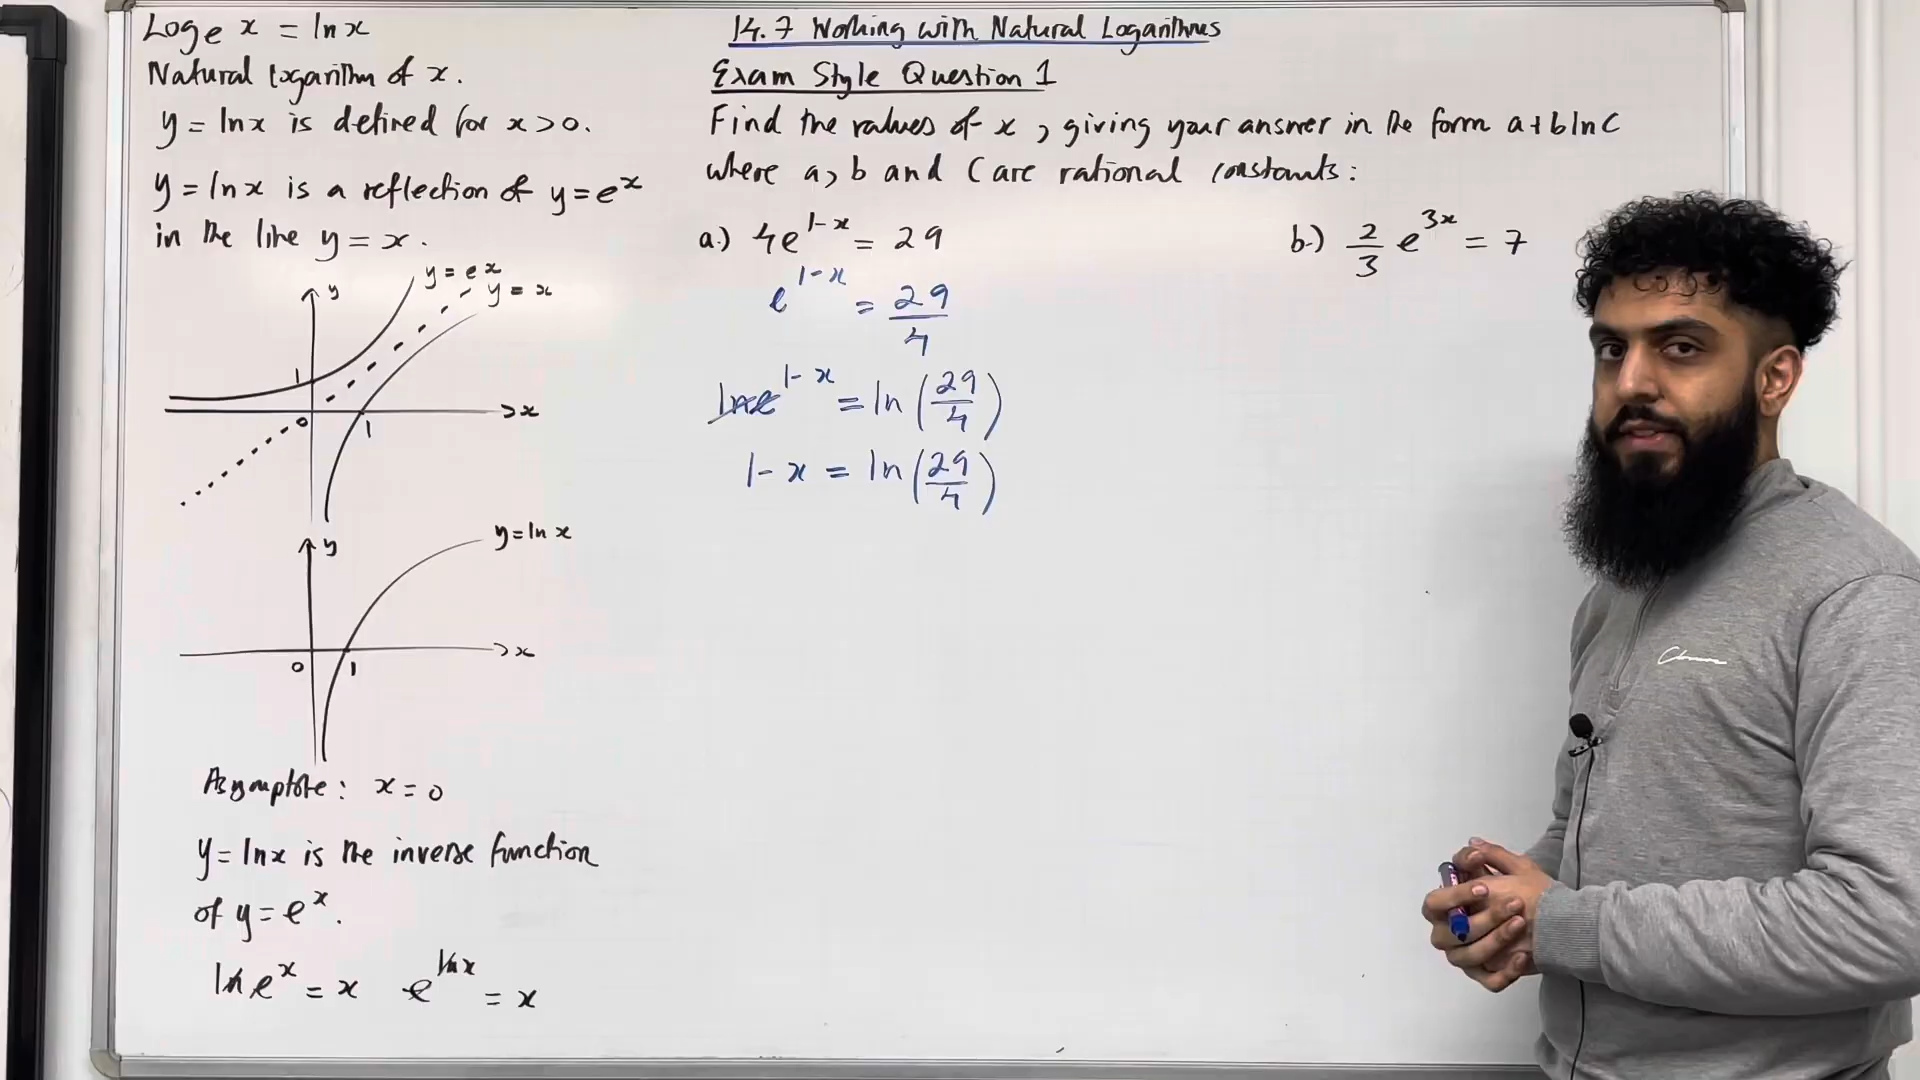 Loge x = ln x
Natural logarithm of x.
y = ln x is defined for x > 0.
y = ln x is a reflection of y = e^x
in the line y = x.
y = e^x
y = x
y
1
0
1
> x
y
y = ln x
0
1
> x
Asymptote: x = 0
y = ln x is the inverse function
of y = e^x.
ln e^x = x e^ln x = x
14.7 Working with Natural Logarithms
Exam Style Question 1
Find the values of x, giving your answer in the form a + b ln c
where a, b and c are rational constants:
a.) 4e^1-x = 29
e^1-x = 29/4
ln e^1-x = ln (29/4)
1 - x = ln (29/4)
b.) 2/3 e^3x = 7